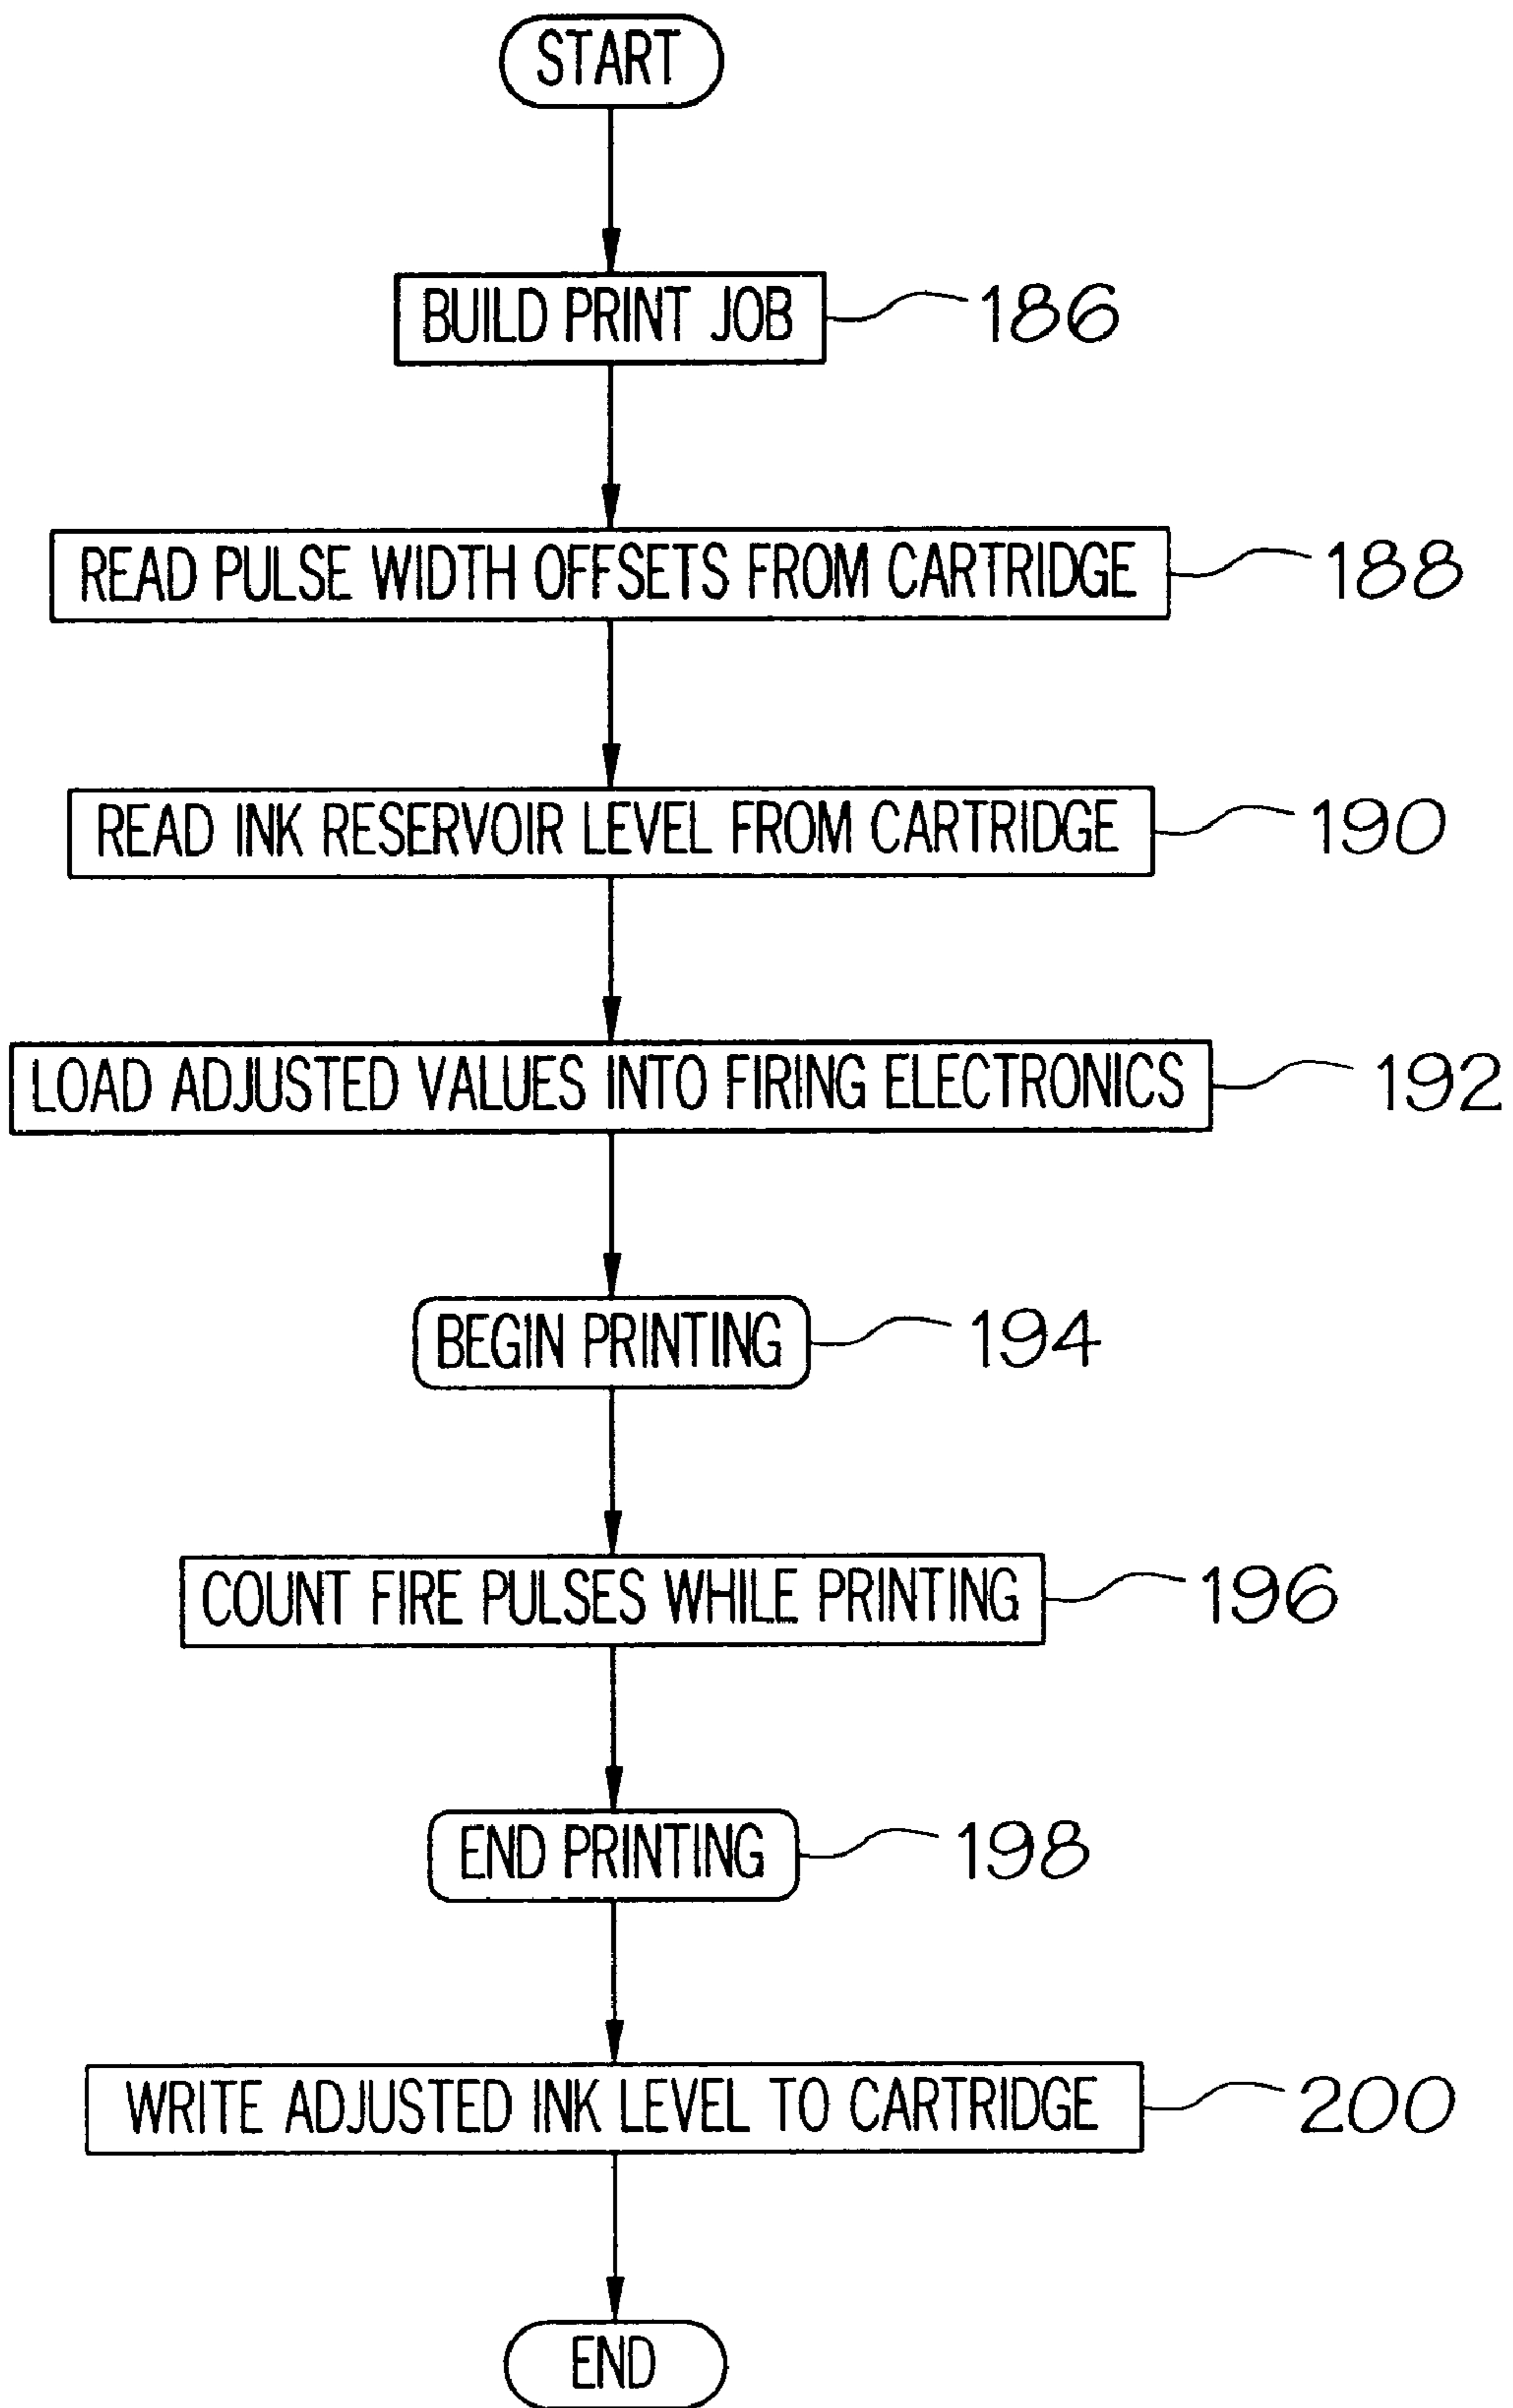 START
BUILD PRINT JOB 186
READ PULSE WIDTH OFFSETS FROM CARTRIDGE 188
READ INK RESERVOIR LEVEL FROM CARTRIDGE 190
LOAD ADJUSTED VALUES INTO FIRING ELECTRONICS 192
BEGIN PRINTING 194
COUNT FIRE PULSES WHILE PRINTING 196
END PRINTING 198
WRITE ADJUSTED INK LEVEL TO CARTRIDGE 200
END